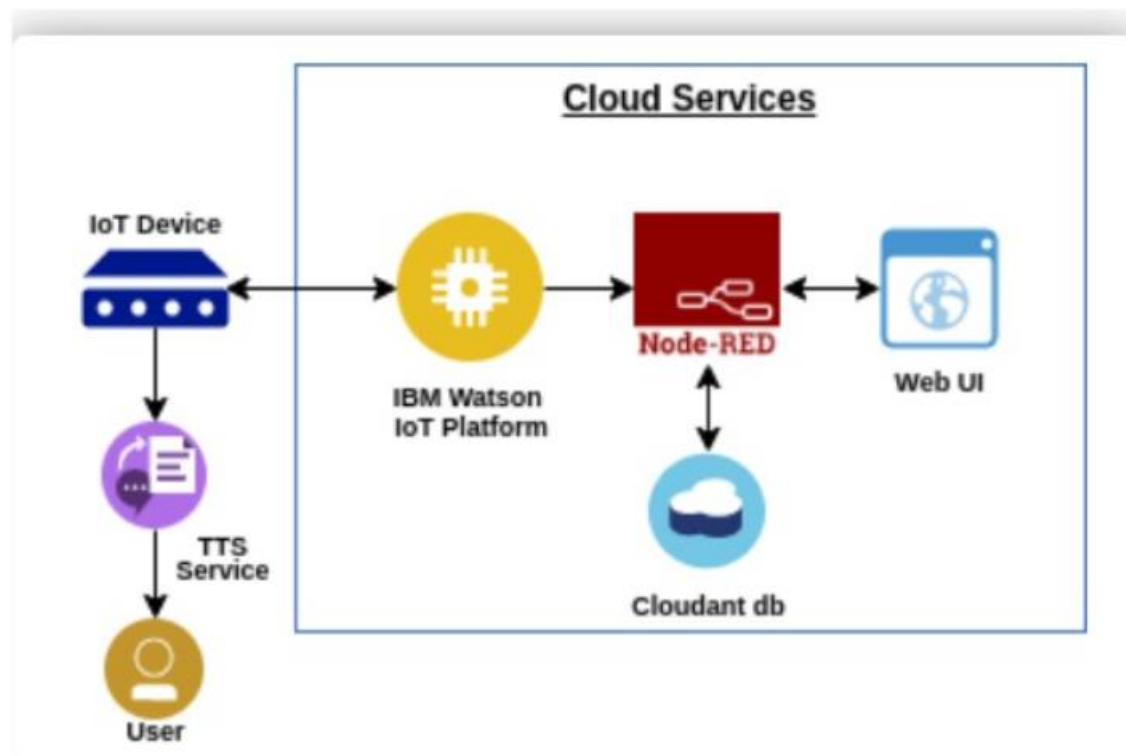 Cloud Services
IoT Device
IBM Watson
IoT Platform
Node-RED
Web UI
TTS
Service
Cloudant db
User